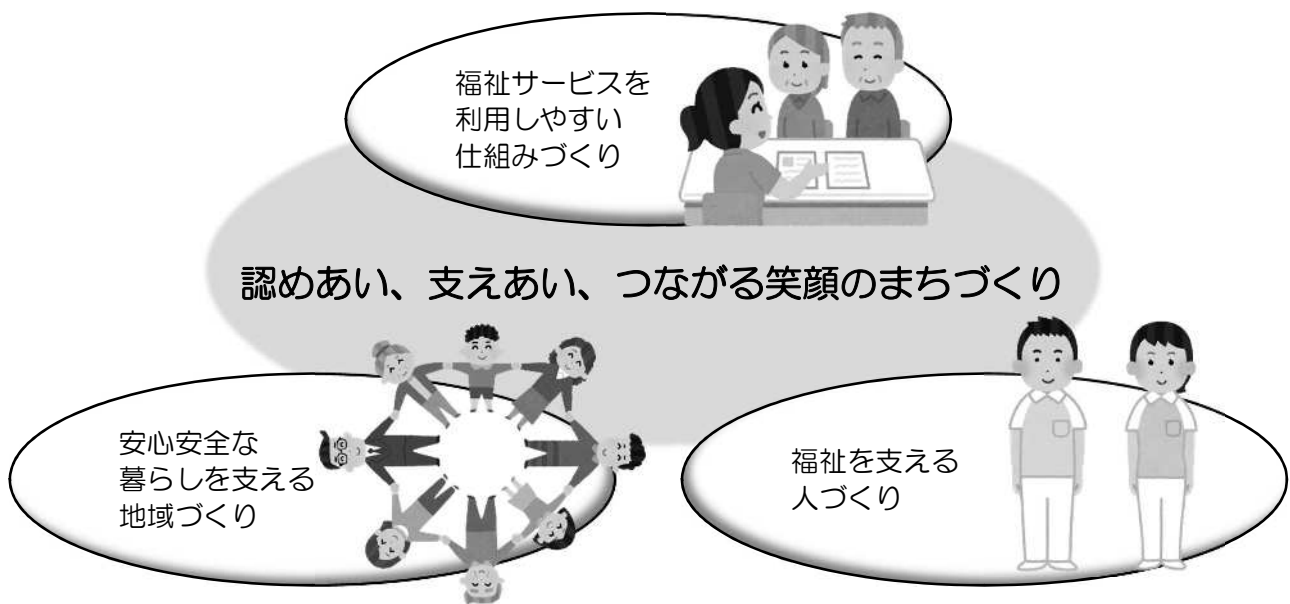 福祉サービスを
利用しやすい
仕組みづくり
認めあい、支えあい、つながる笑顔のまちづくり
安心安全な
暮らしを支える
地域づくり
福祉を支える
人づくり